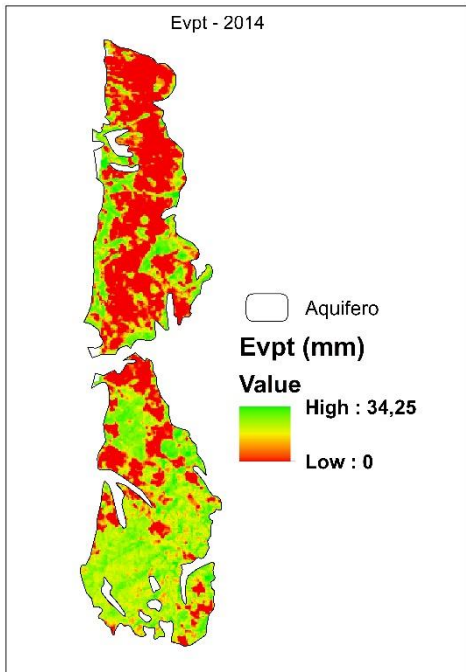 Evpt - 2014
Aquifero
Evpt (mm)
Value
High : 34,25
Low : 0